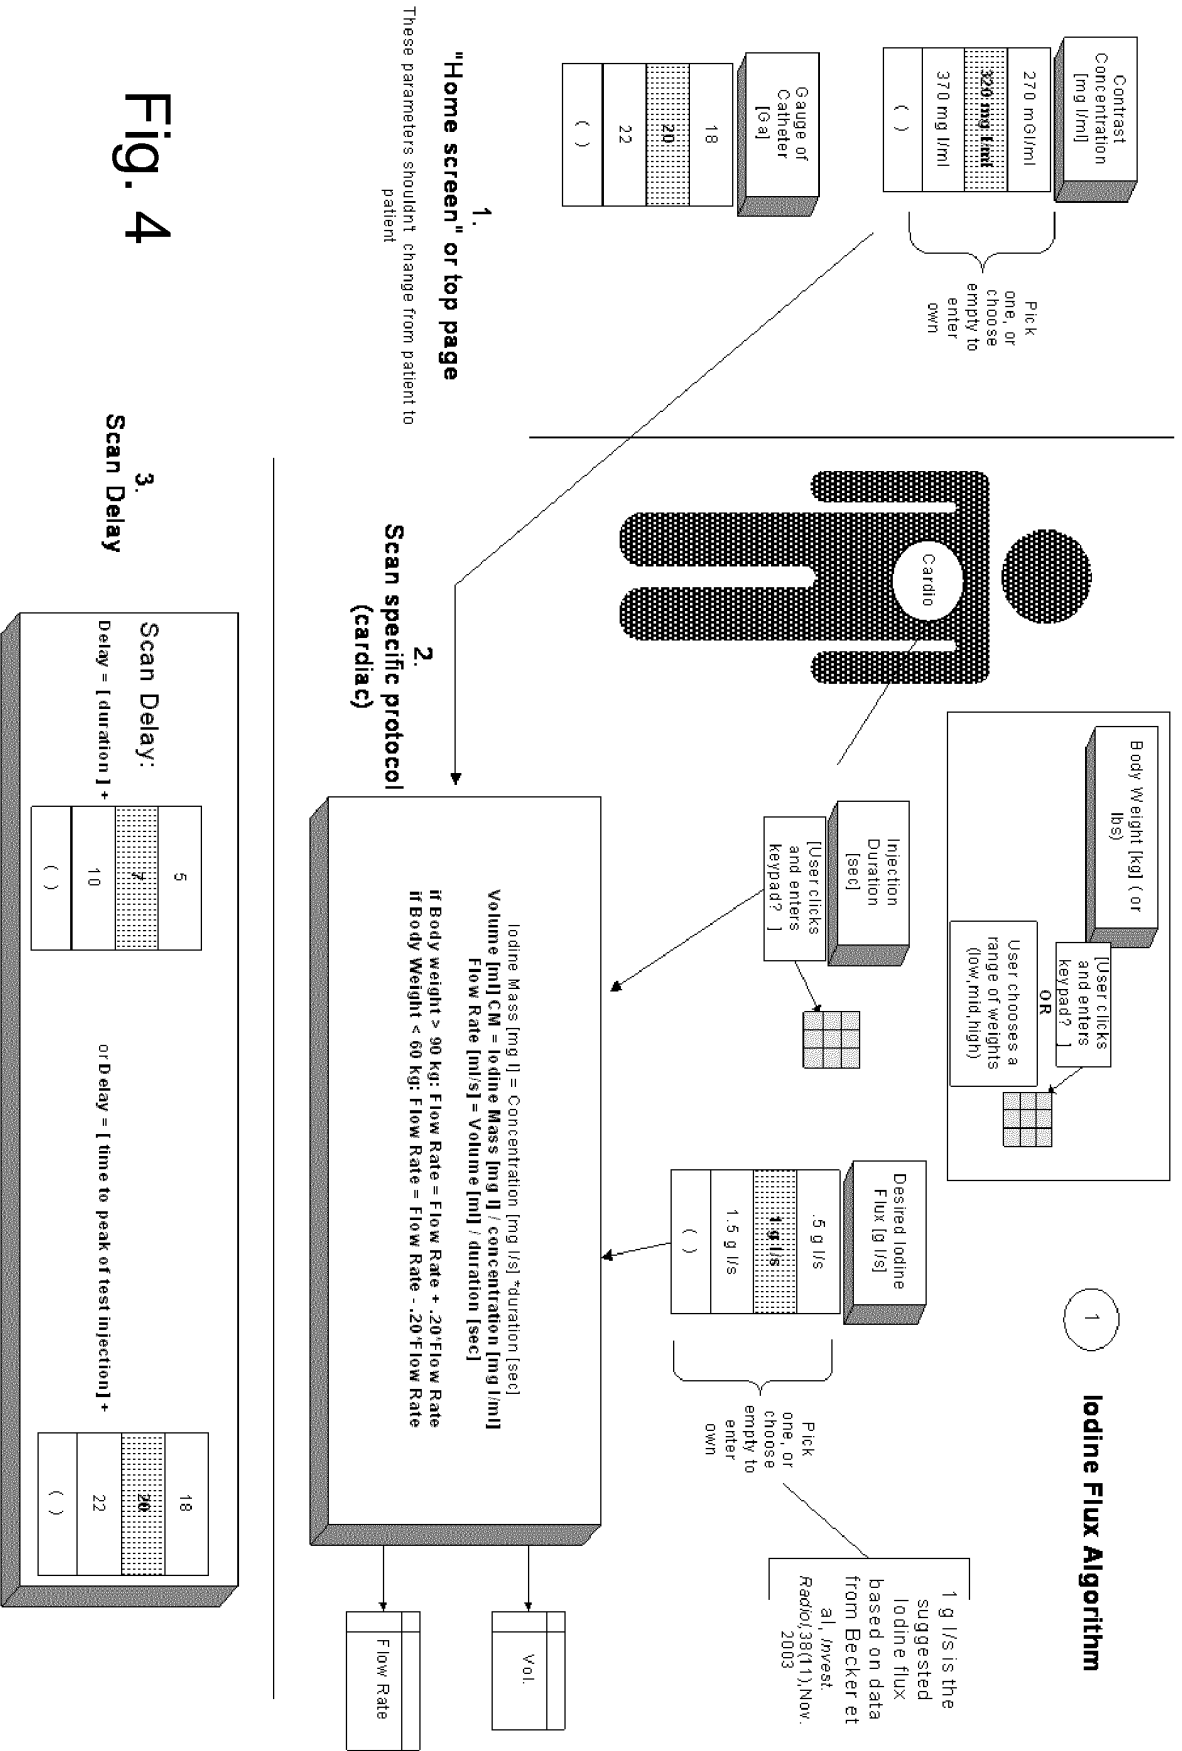 1
Iodine Flux Algorithm
Contrast
Concentration
[mg I/ml]
270 mGI/ml
320 mg I/ml
370 mg I/ml
( )
Pick
one, or
choose
empty to
enter
own
Gauge of
Catheter
[Ga]
18
20
22
( )
1.
"Home screen" or top page
These parameters shouldn't change from patient to
patient
Cardio
Body Weight [kg] ( or
lbs)
[User clicks
and enters
keypad? ]
OR
User chooses a
range of weights
(low,mid,high)
Injection
Duration
[sec]
[User clicks
and enters
keypad? ]
Desired Iodine
Flux [g I/s]
.5 g I/s
1 g I/s
1.5 g I/s
( )
Pick
one, or
choose
empty to
enter
own
1 g I/s is the
suggested
Iodine flux
based on data
from Becker et
al, Invest.
Radiol,38(11),Nov.
2003
2.
Scan specific protocol
(cardiac)
Iodine Mass [mg I] = Concentration [mg I/s] *duration [sec]
Volume [ml] CM = Iodine Mass [mg I] / concentration [mg I/ml]
Flow Rate [ml/s] = Volume [ml] / duration [sec]
if Body weight > 90 kg: Flow Rate = Flow Rate + .20*Flow Rate
if Body Weight < 60 kg: Flow Rate = Flow Rate - .20*Flow Rate
Vol.
Flow Rate
3.
Scan Delay
Scan Delay:
Delay = [ duration ] +
5
7
10
( )
or Delay = [ time to peak of test injection] +
18
20
22
( )
Fig. 4